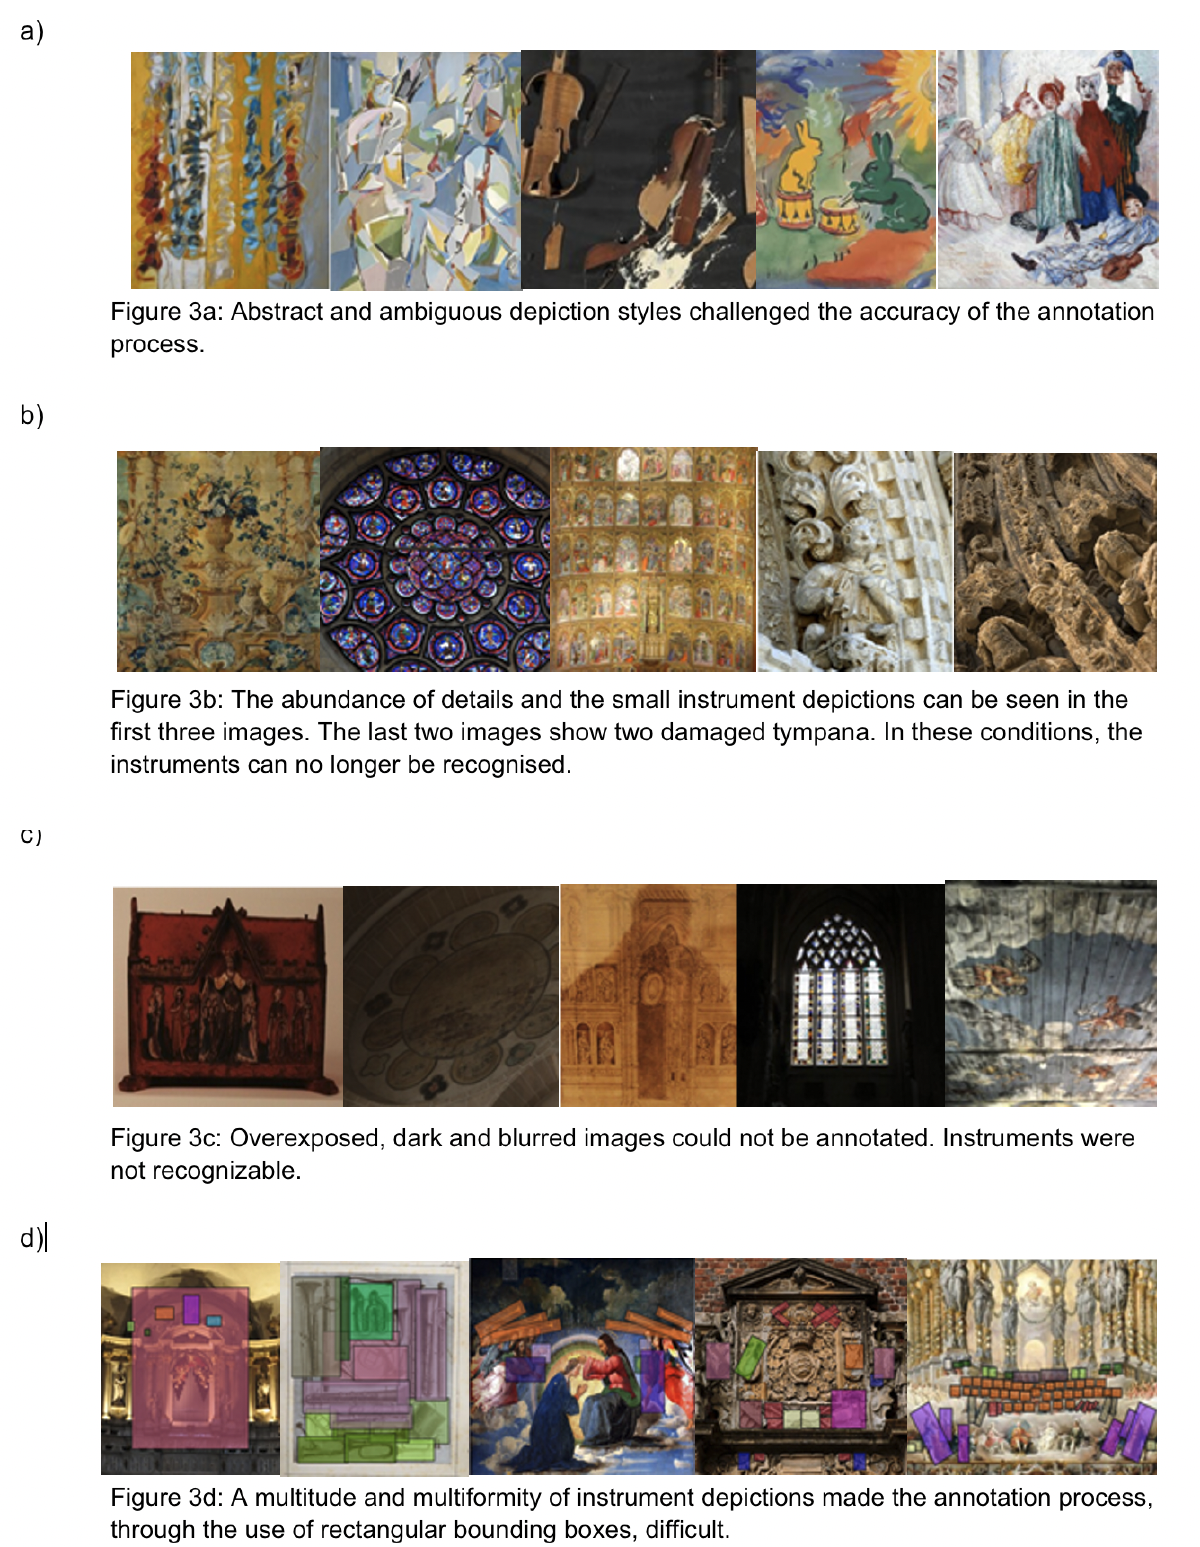 a)
Figure 3a: Abstract and ambiguous depiction styles challenged the accuracy of the annotation
process.
b)
Figure 3b: The abundance of details and the small instrument depictions can be seen in the
first three images. The last two images show two damaged tympana. In these conditions, the
instruments can no longer be recognised.
c)
Figure 3c: Overexposed, dark and blurred images could not be annotated. Instruments were
not recognizable.
d)
Figure 3d: A multitude and multiformity of instrument depictions made the annotation process,
through the use of rectangular bounding boxes, difficult.